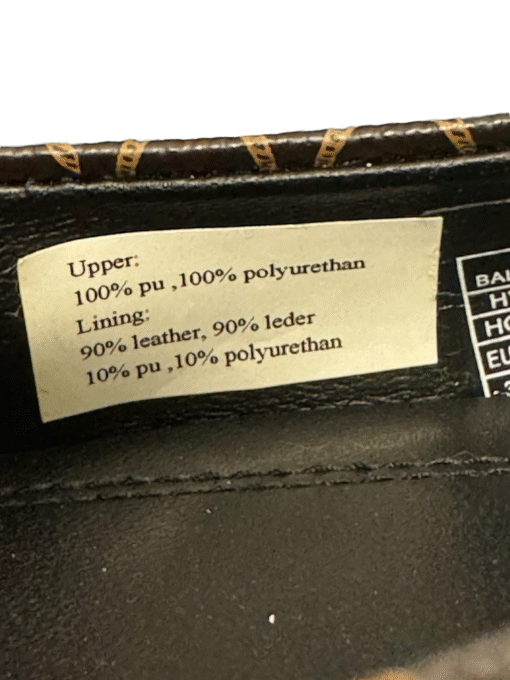 Upper:
100% pu ,100% polyurethan
Lining:
90% leather, 90% leder
10% pu ,10% polyurethan